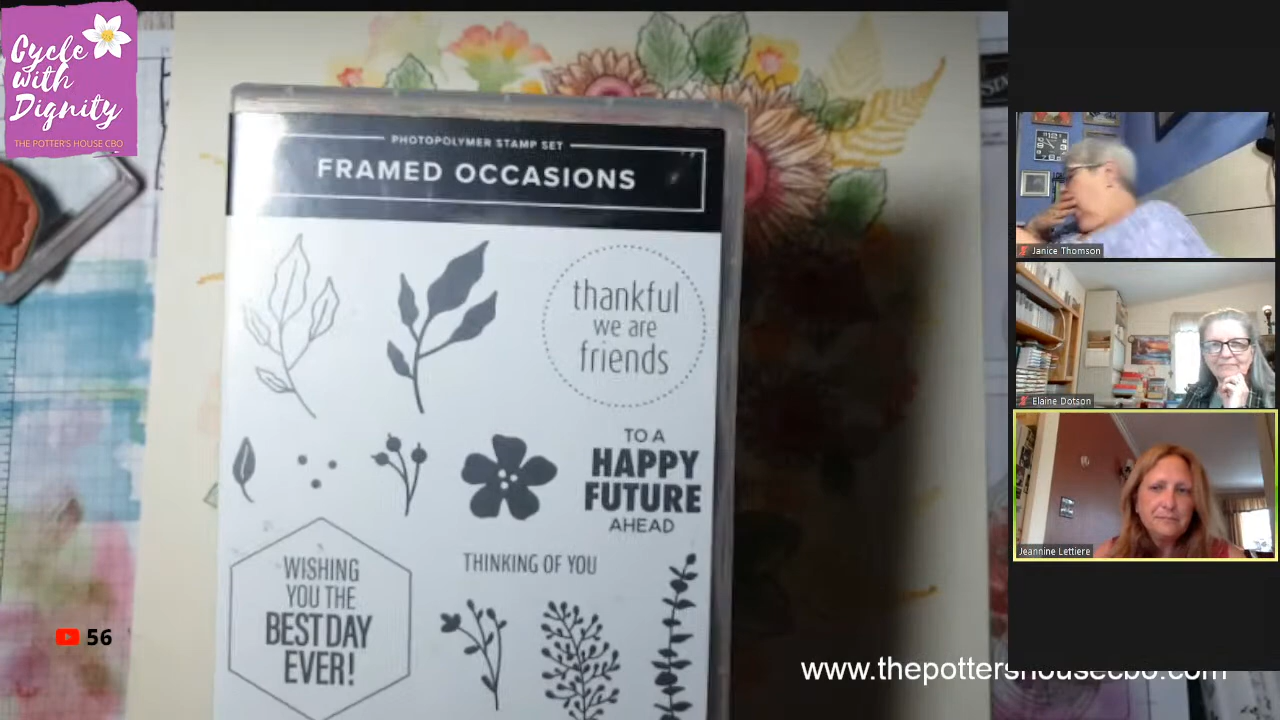 Cycle
with
Dignity
THE POTTER'S HOUSE CBO
PHOTOPOLYMER STAMP SET
FRAMED OCCASIONS
thankful
we are
friends
TO A
HAPPY
FUTURE
AHEAD
WISHING
YOU THE
BEST DAY
EVER!
THINKING OF YOU
56
www.thepottershousecbo.com
Janice Thomson
Elaine Dotson
Jeannine Lettiere